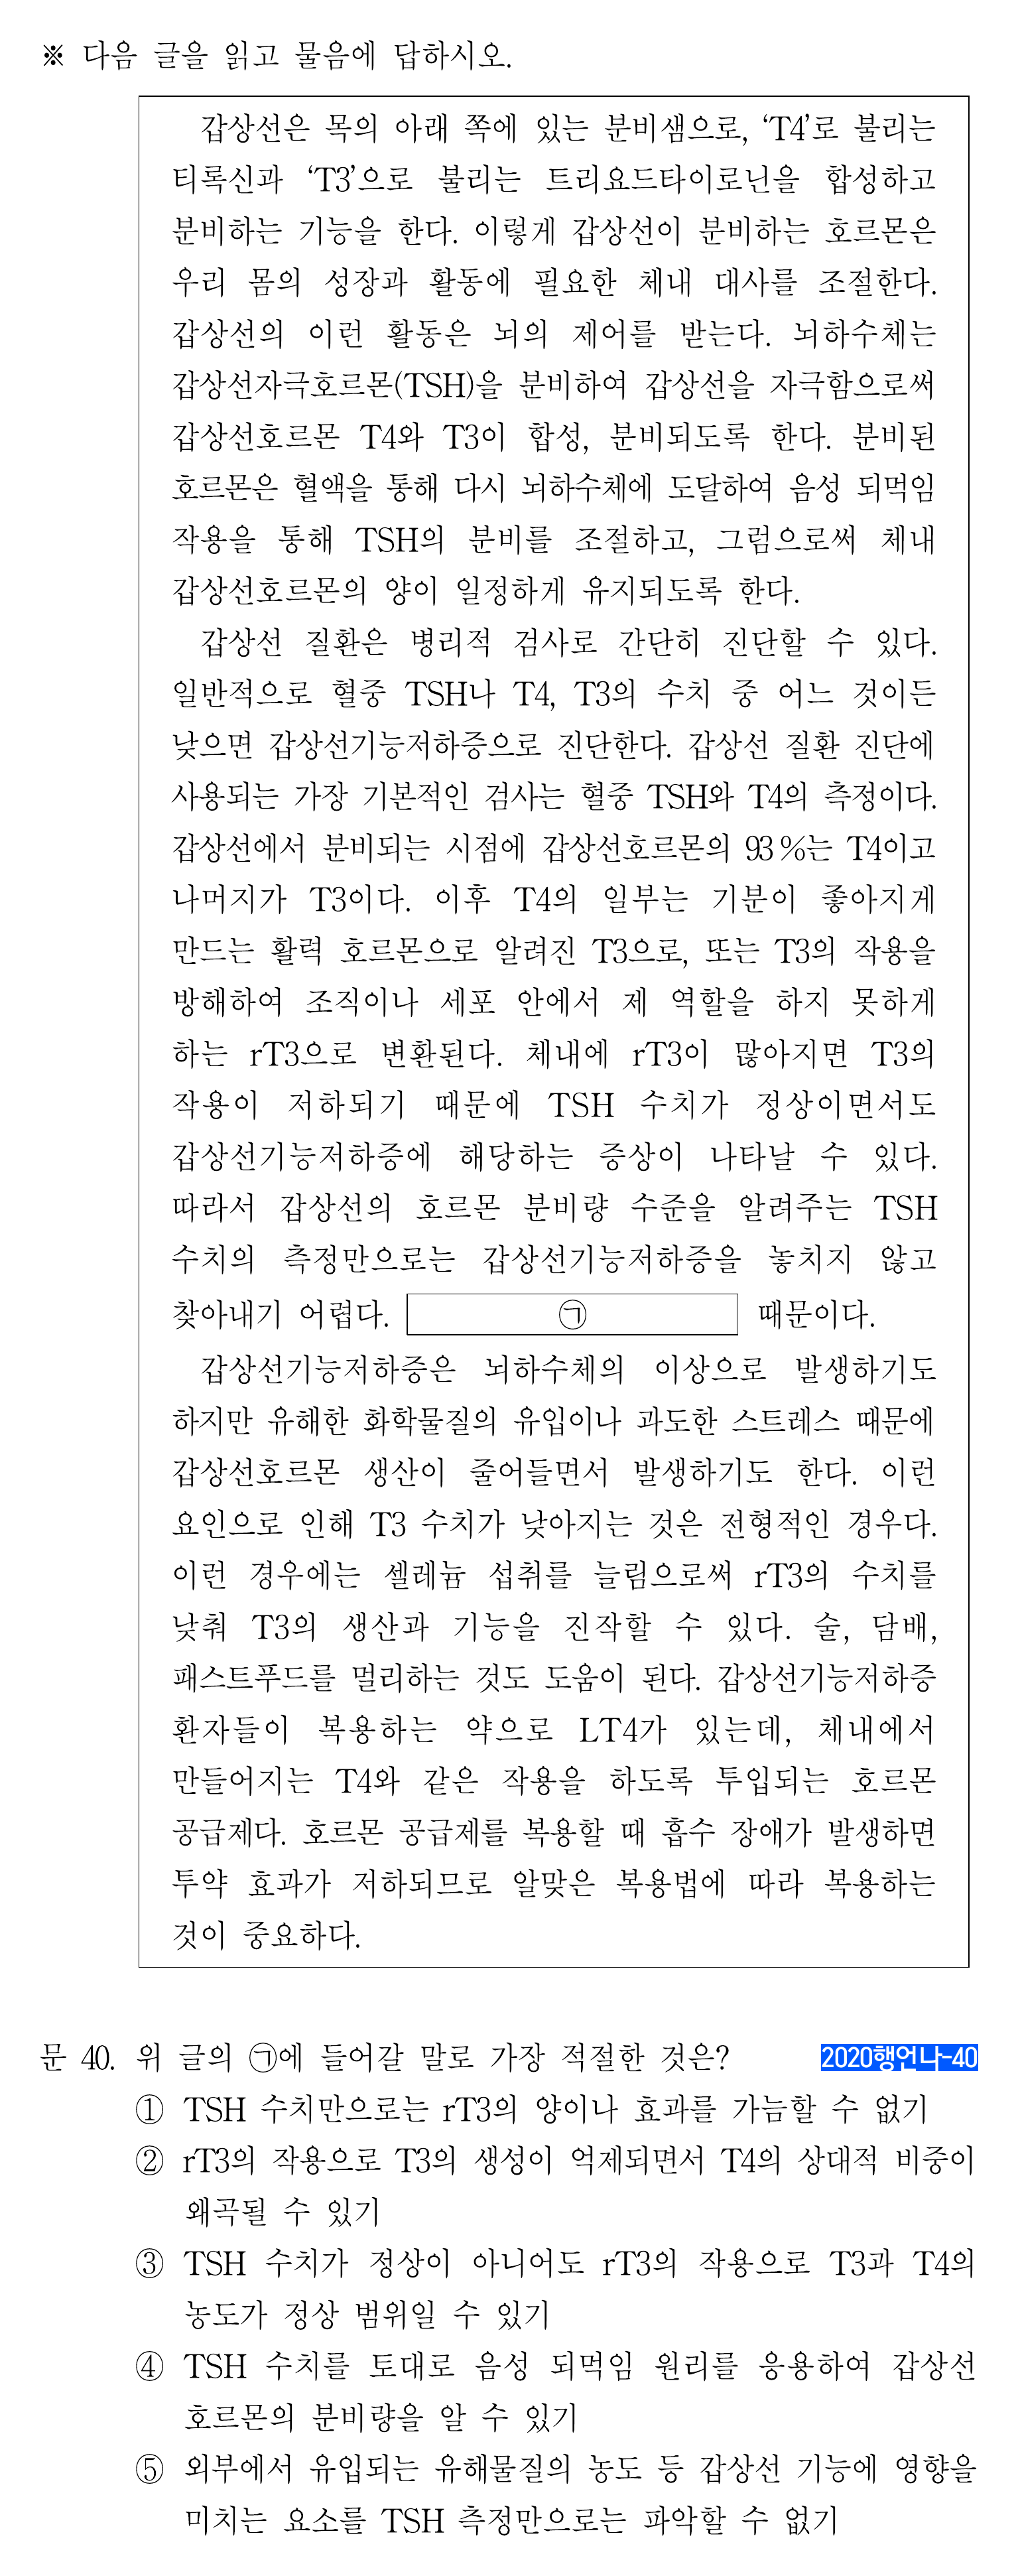 ※ 다음 글을 읽고 물음에 답하시오.
갑상선은 목의 아래 쪽에 있는 분비샘으로, ‘T4’로 불리는
티록신과 ‘T3’으로 불리는 트리요드타이로닌을 합성하고
분비하는 기능을 한다. 이렇게 갑상선이 분비하는 호르몬은
우리 몸의 성장과 활동에 필요한 체내 대사를 조절한다.
갑상선의 이런 활동은 뇌의 제어를 받는다. 뇌하수체는
갑상선자극호르몬(TSH)을 분비하여 갑상선을 자극함으로써
갑상선호르몬 T4와 T3이 합성, 분비되도록 한다. 분비된
호르몬은 혈액을 통해 다시 뇌하수체에 도달하여 음성 되먹임
작용을 통해 TSH의 분비를 조절하고, 그럼으로써 체내
갑상선호르몬의 양이 일정하게 유지되도록 한다.
갑상선 질환은 병리적 검사로 간단히 진단할 수 있다.
일반적으로 혈중 TSH나 T4, T3의 수치 중 어느 것이든
낮으면 갑상선기능저하증으로 진단한다. 갑상선 질환 진단에
사용되는 가장 기본적인 검사는 혈중 TSH와 T4의 측정이다.
갑상선에서 분비되는 시점에 갑상선호르몬의 93%는 T4이고
나머지가 T3이다. 이후 T4의 일부는 기분이 좋아지게
만드는 활력 호르몬으로 알려진 T3으로, 또는 T3의 작용을
방해하여 조직이나 세포 안에서 제 역할을 하지 못하게
하는 rT3으로 변환된다. 체내에 rT3이 많아지면 T3의
작용이 저하되기 때문에 TSH 수치가 정상이면서도
갑상선기능저하증에 해당하는 증상이 나타날 수 있다.
따라서 갑상선의 호르몬 분비량 수준을 알려주는 TSH
수치의 측정만으로는 갑상선기능저하증을 놓치지 않고
찾아내기 어렵다. ㉠ 때문이다.
갑상선기능저하증은 뇌하수체의 이상으로 발생하기도
하지만 유해한 화학물질의 유입이나 과도한 스트레스 때문에
갑상선호르몬 생산이 줄어들면서 발생하기도 한다. 이런
요인으로 인해 T3 수치가 낮아지는 것은 전형적인 경우다.
이런 경우에는 셀레늄 섭취를 늘림으로써 rT3의 수치를
낮춰 T3의 생산과 기능을 진작할 수 있다. 술, 담배,
패스트푸드를 멀리하는 것도 도움이 된다. 갑상선기능저하증
환자들이 복용하는 약으로 LT4가 있는데, 체내에서
만들어지는 T4와 같은 작용을 하도록 투입되는 호르몬
공급제다. 호르몬 공급제를 복용할 때 흡수 장애가 발생하면
투약 효과가 저하되므로 알맞은 복용법에 따라 복용하는
것이 중요하다.
문 40. 위 글의 ㉠에 들어갈 말로 가장 적절한 것은? 2020행언나-40
① TSH 수치만으로는 rT3의 양이나 효과를 가늠할 수 없기
② rT3의 작용으로 T3의 생성이 억제되면서 T4의 상대적 비중이
왜곡될 수 있기
③ TSH 수치가 정상이 아니어도 rT3의 작용으로 T3과 T4의
농도가 정상 범위일 수 있기
④ TSH 수치를 토대로 음성 되먹임 원리를 응용하여 갑상선
호르몬의 분비량을 알 수 있기
⑤ 외부에서 유입되는 유해물질의 농도 등 갑상선 기능에 영향을
미치는 요소를 TSH 측정만으로는 파악할 수 없기